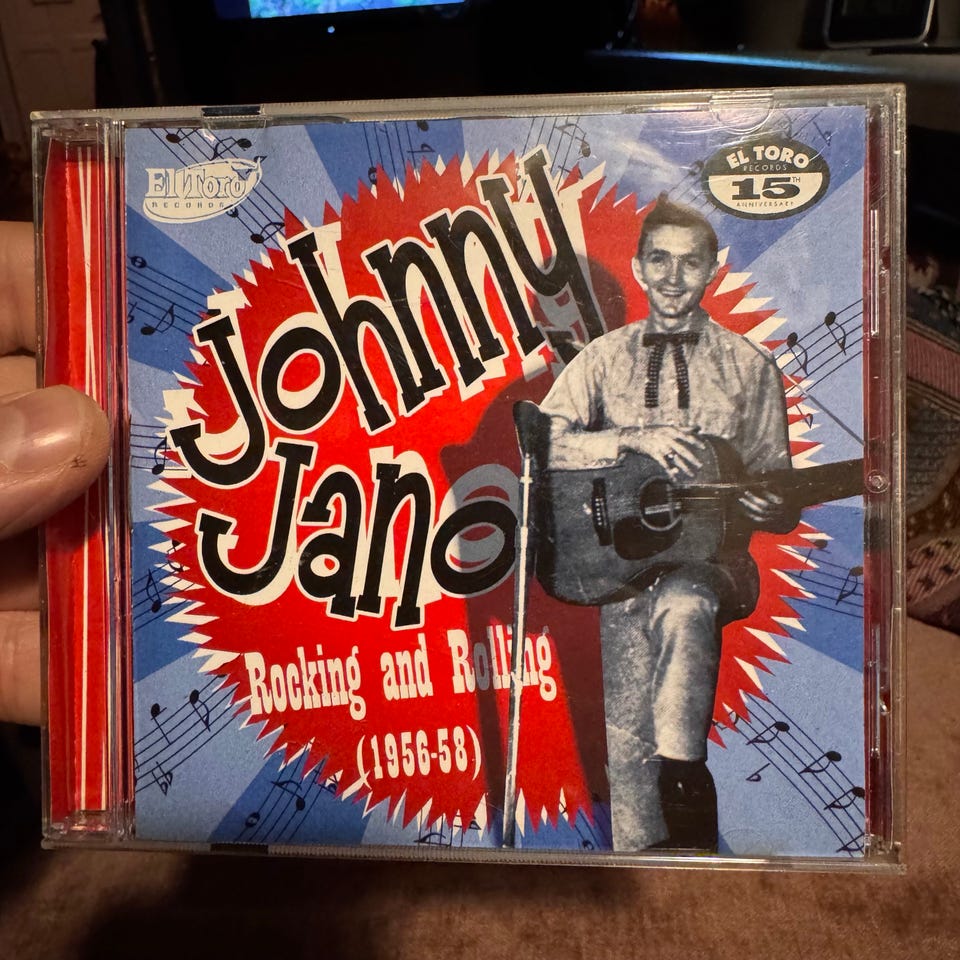 El Toro
RECORDS
EL TORO
RECORDS
15TH
ANNIVERSARY
Johnny
Jano
Rocking and Rolling
(1956-58)